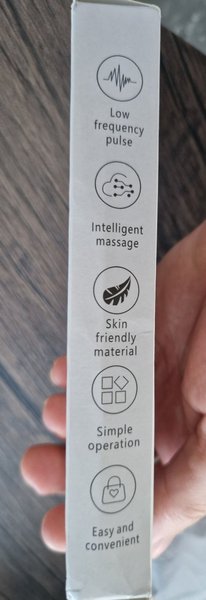 Low
frequency
pulse
Intelligent
massage
Skin
friendly
material
Simple
operation
Easy and
convenient